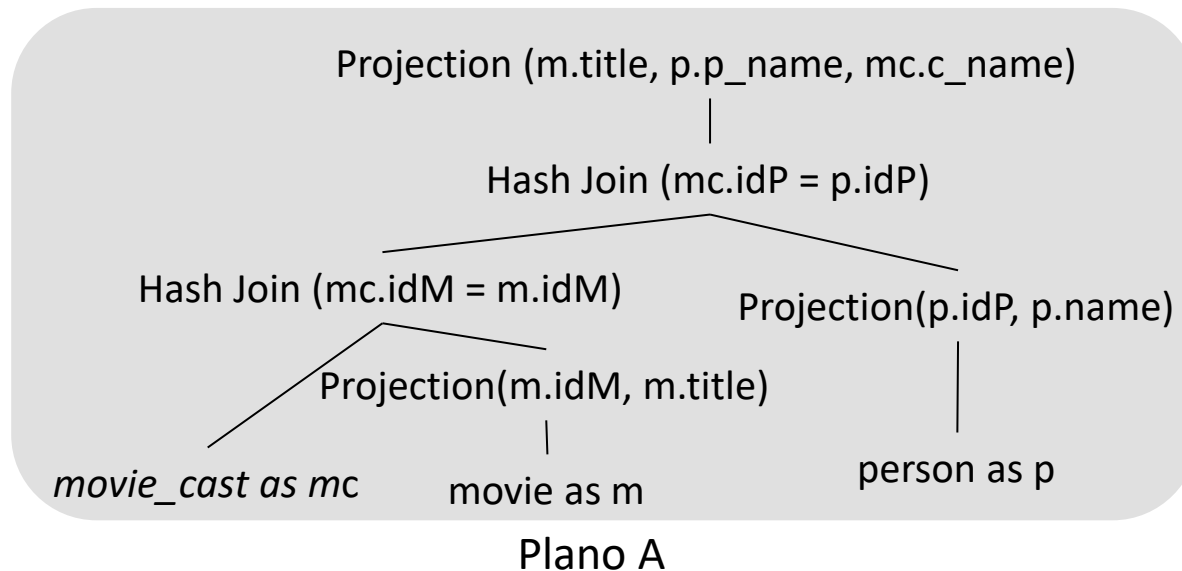 Projection (m.title, p.p_name, mc.c_name)
Hash Join (mc.idP = p.idP)
Hash Join (mc.idM = m.idM)
Projection(p.idP, p.name)
Projection(m.idM, m.title)
movie_cast as mc
movie as m
person as p
Plano A